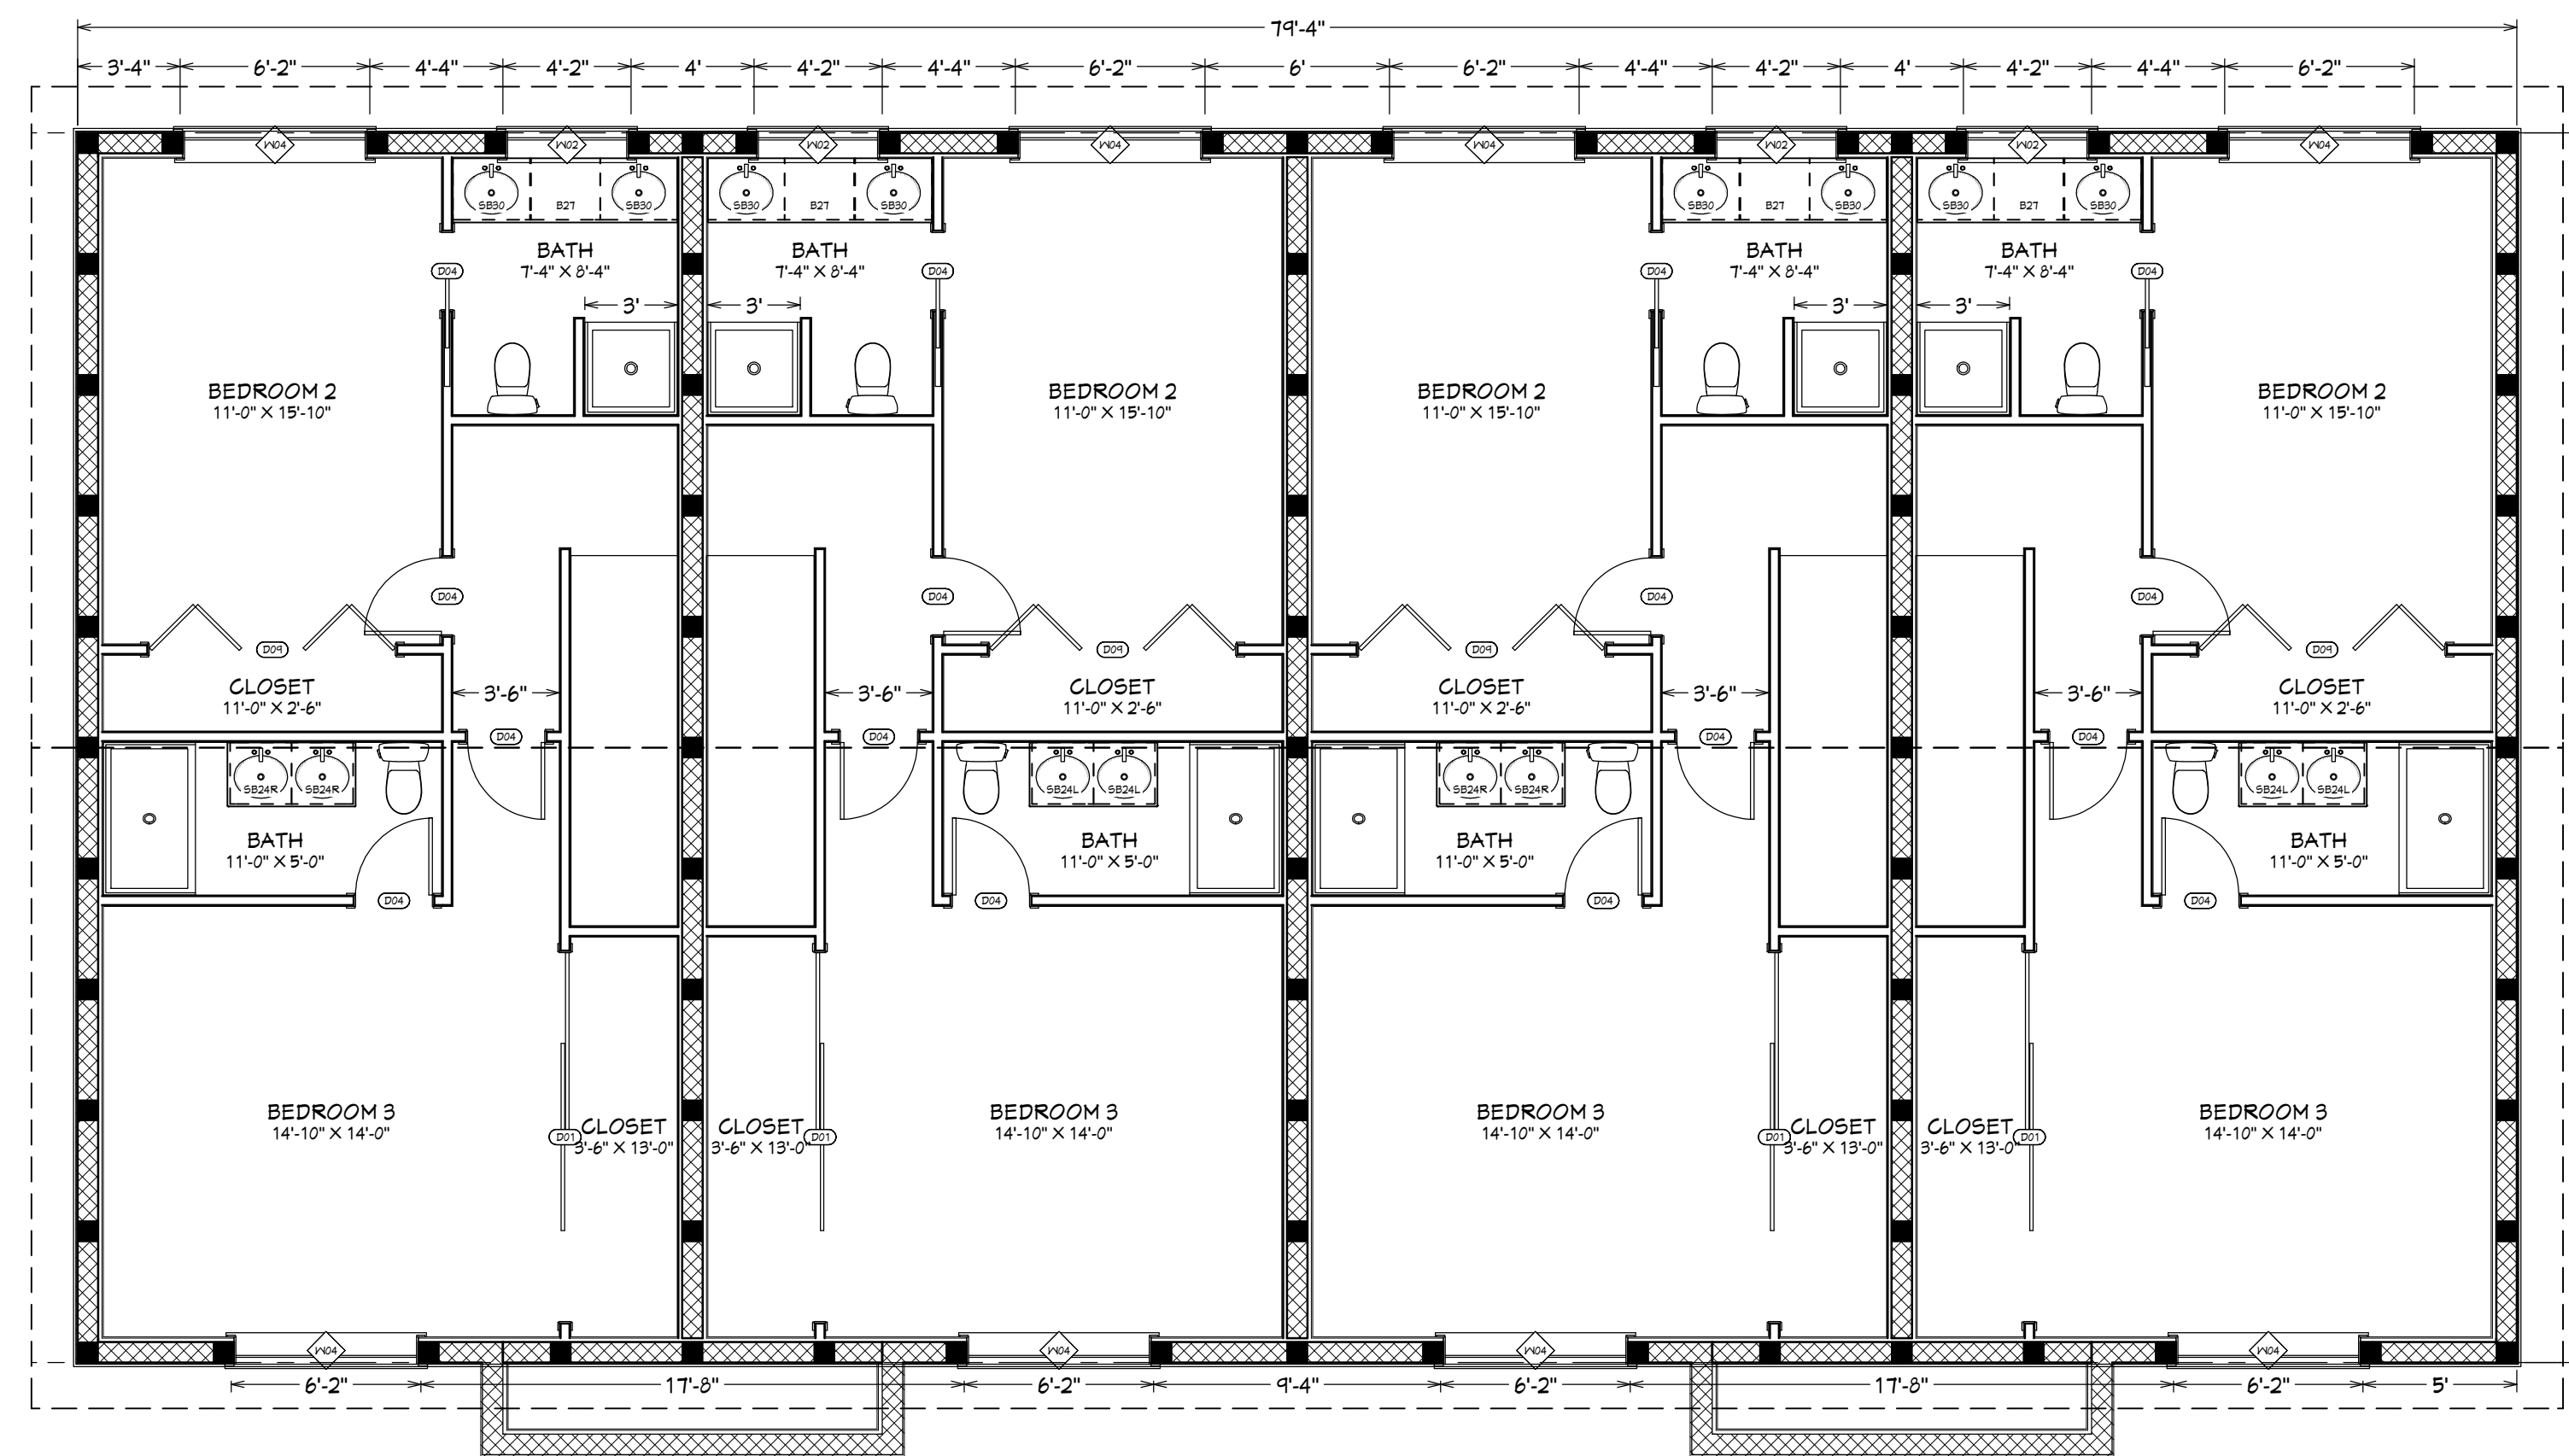 79'-4"
3'-4" 6'-2" 4'-4" 4'-2" 4' 4'-2" 4'-4" 6'-2" 6' 6'-2" 4'-4" 4'-2" 4' 4'-2" 4'-4" 6'-2"
W04 W02 W02 W04 W04 W02 W02 W04
SB30 B27 SB30 SB30 B27 SB30 SB30 B27 SB30 SB30 B27 SB30
BATH BATH BATH BATH
7'-4" X 8'-4" 7'-4" X 8'-4" 7'-4" X 8'-4" 7'-4" X 8'-4"
D04 D04 D04 D04
3' 3' 3' 3'
BEDROOM 2 BEDROOM 2 BEDROOM 2 BEDROOM 2
11'-0" X 15'-10" 11'-0" X 15'-10" 11'-0" X 15'-10" 11'-0" X 15'-10"
D04 D04 D04 D04
D09 D09 D09 D09
CLOSET CLOSET CLOSET CLOSET
3'-6" 3'-6" 3'-6" 3'-6"
11'-0" X 2'-6" 11'-0" X 2'-6" 11'-0" X 2'-6" 11'-0" X 2'-6"
D04 D04 D04 D04
SB24R SB24R SB24L SB24L SB24R SB24R SB24L SB24L
BATH BATH BATH BATH
11'-0" X 5'-0" 11'-0" X 5'-0" 11'-0" X 5'-0" 11'-0" X 5'-0"
D04 D04 D04 D04
BEDROOM 3 BEDROOM 3 BEDROOM 3 BEDROOM 3
14'-10" X 14'-0" 14'-10" X 14'-0" 14'-10" X 14'-0" 14'-10" X 14'-0"
CLOSET CLOSET CLOSET CLOSET
D01 D01 D01 D01
3'-6" X 13'-0" 3'-6" X 13'-0" 3'-6" X 13'-0" 3'-6" X 13'-0"
W04 W04 W04 W04
6'-2" 17'-8" 6'-2" 9'-4" 6'-2" 17'-8" 6'-2" 5'